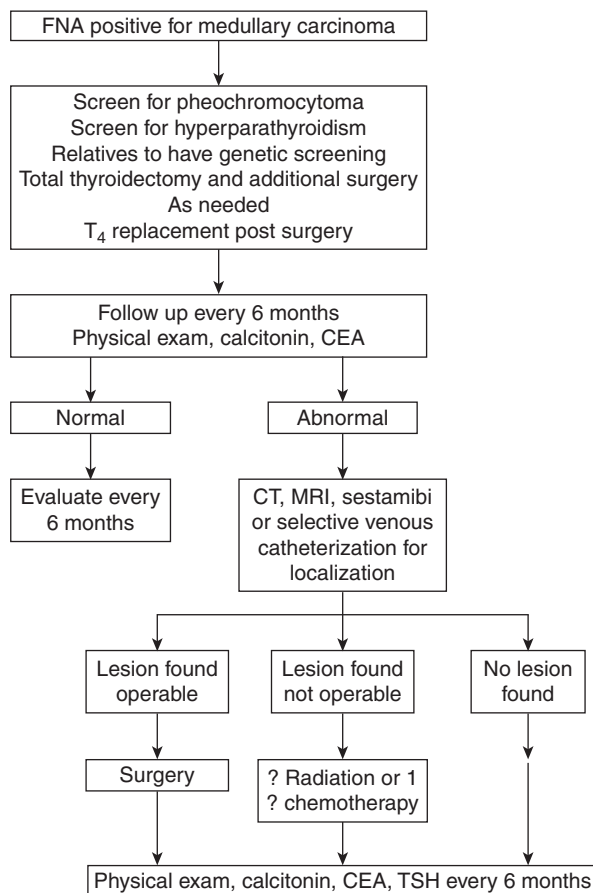 FNA positive for medullary carcinoma
Screen for pheochromocytoma
Screen for hyperparathyroidism
Relatives to have genetic screening
Total thyroidectomy and additional surgery
As needed
T₄ replacement post surgery
Follow up every 6 months
Physical exam, calcitonin, CEA
Normal
Abnormal
Evaluate every
6 months
CT, MRI, sestamibi
or selective venous
catheterization for
localization
Lesion found
operable
Lesion found
not operable
No lesion
found
Surgery
? Radiation or 1
? chemotherapy
Physical exam, calcitonin, CEA, TSH every 6 months